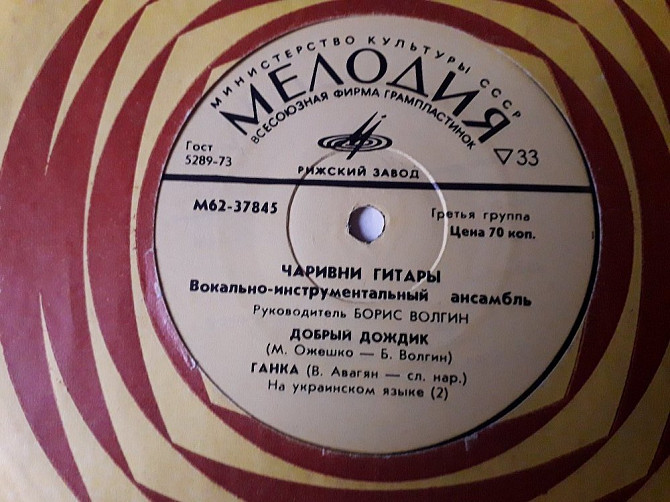 МИНИСТЕРСТВО КУЛЬТУРЫ СССР
МЕЛОДИЯ
ВСЕСОЮЗНАЯ ФИРМА ГРАМПЛАСТИНОК
Гост
5289-73
▽33
РИЖСКИЙ ЗАВОД
М62-37845
Третья группа
Цена 70 коп.
ЧАРИВНИ ГИТАРЫ
Вокально-инструментальный ансамбль
Руководитель БОРИС ВОЛГИН
ДОБРЫЙ ДОЖДИК
(М. Ожешко — Б. Волгин)
ГАНКА (В. Авагян — сл. нар.)
На украинском языке (2)